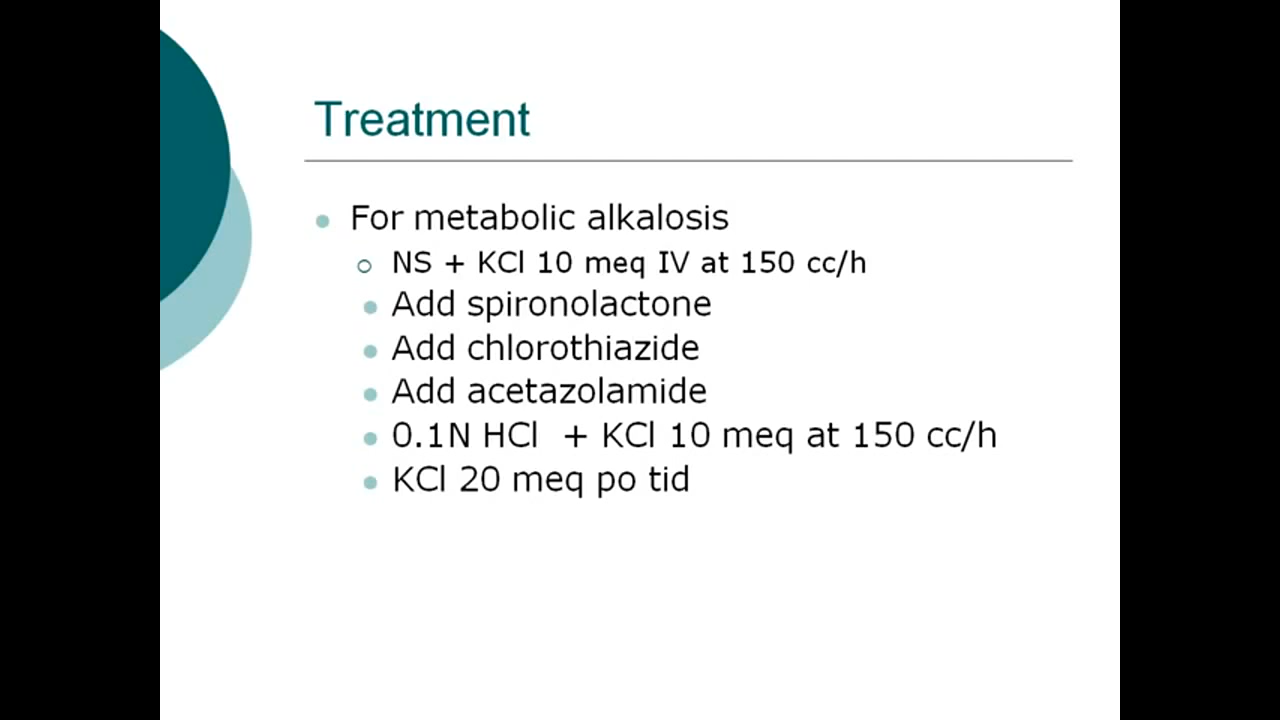 Treatment
For metabolic alkalosis
NS + KCl 10 meq IV at 150 cc/h
Add spironolactone
Add chlorothiazide
Add acetazolamide
0.1N HCl + KCl 10 meq at 150 cc/h
KCl 20 meq po tid